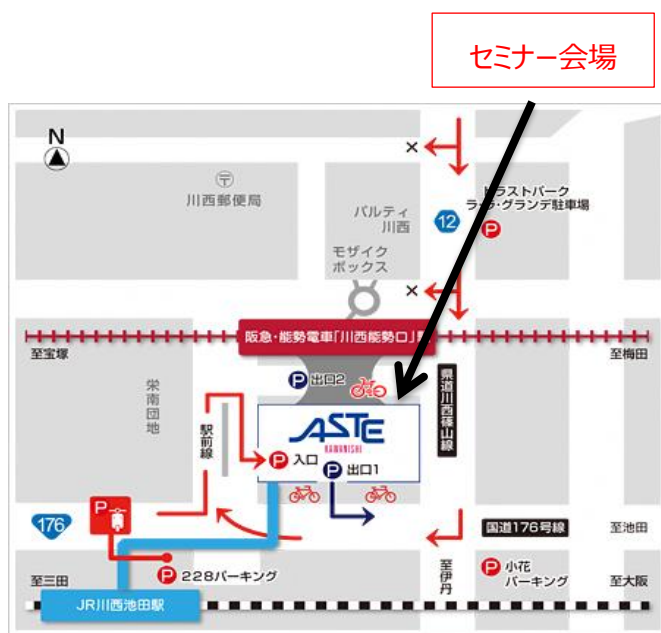 セミナー会場
N
〒
川西郵便局
パルティ
川西
12
トラストパーク
ラ・ラ・グランデ駐車場
P
モザイク
ボックス
×
×
阪急・能勢電車「川西能勢口」
至宝塚
至梅田
P 出口2
栄南団地
駅前線
ASTE
KAWANISHI
P 入口
P 出口1
県道川西篠山線
176
P
国道176号線
至池田
至三田
P 228パーキング
至伊丹
P 小花
パーキング
至大阪
JR川西池田駅